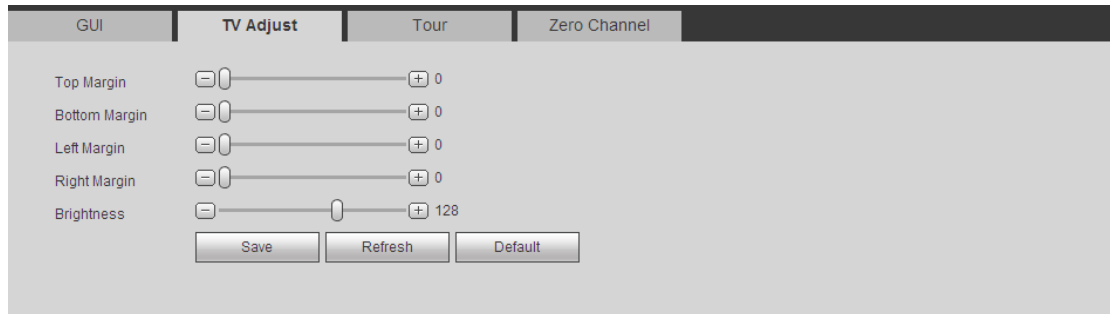 GUI TV Adjust Tour Zero Channel
Top Margin 0
Bottom Margin 0
Left Margin 0
Right Margin 0
Brightness 128
Save Refresh Default